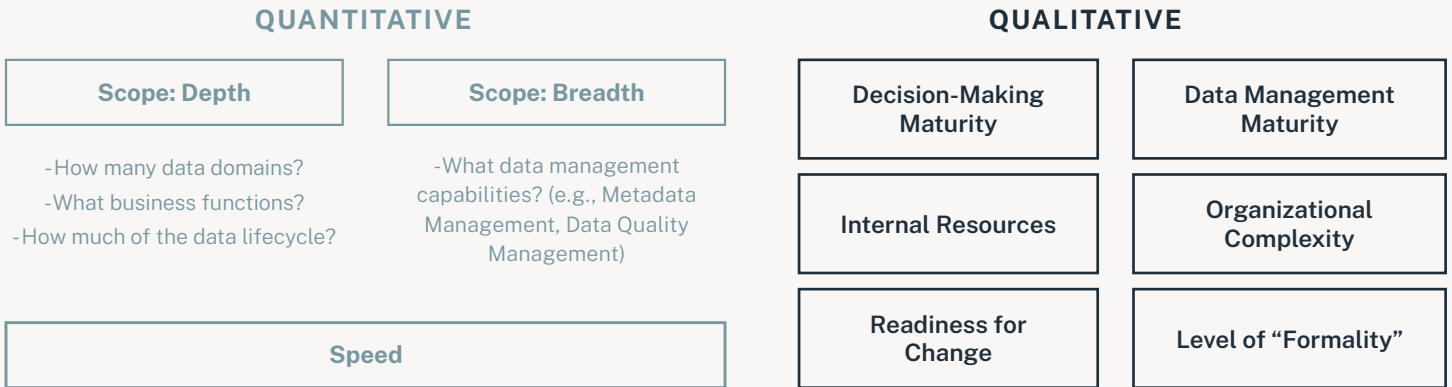 QUANTITATIVE
Scope: Depth
-How many data domains?
-What business functions?
-How much of the data lifecycle?
Scope: Breadth
-What data management
capabilities? (e.g., Metadata
Management, Data Quality
Management)
Speed
QUALITATIVE
Decision-Making
Maturity
Data Management
Maturity
Internal Resources
Organizational
Complexity
Readiness for
Change
Level of “Formality”